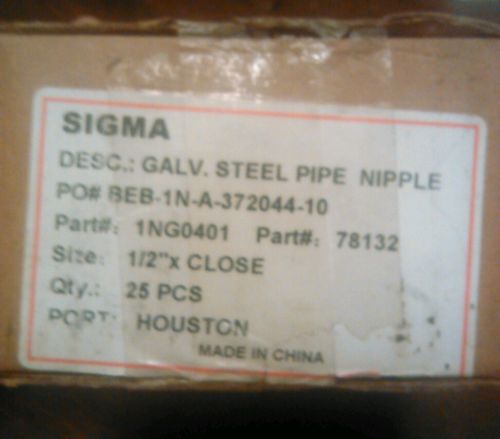 SIGMA
DESC.: GALV. STEEL PIPE NIPPLE
PO# BEB-1N-A-372044-10
Part#: 1NG0401 Part#: 78132
Size: 1/2"x CLOSE
Qty.: 25 PCS
PORT: HOUSTON
MADE IN CHINA